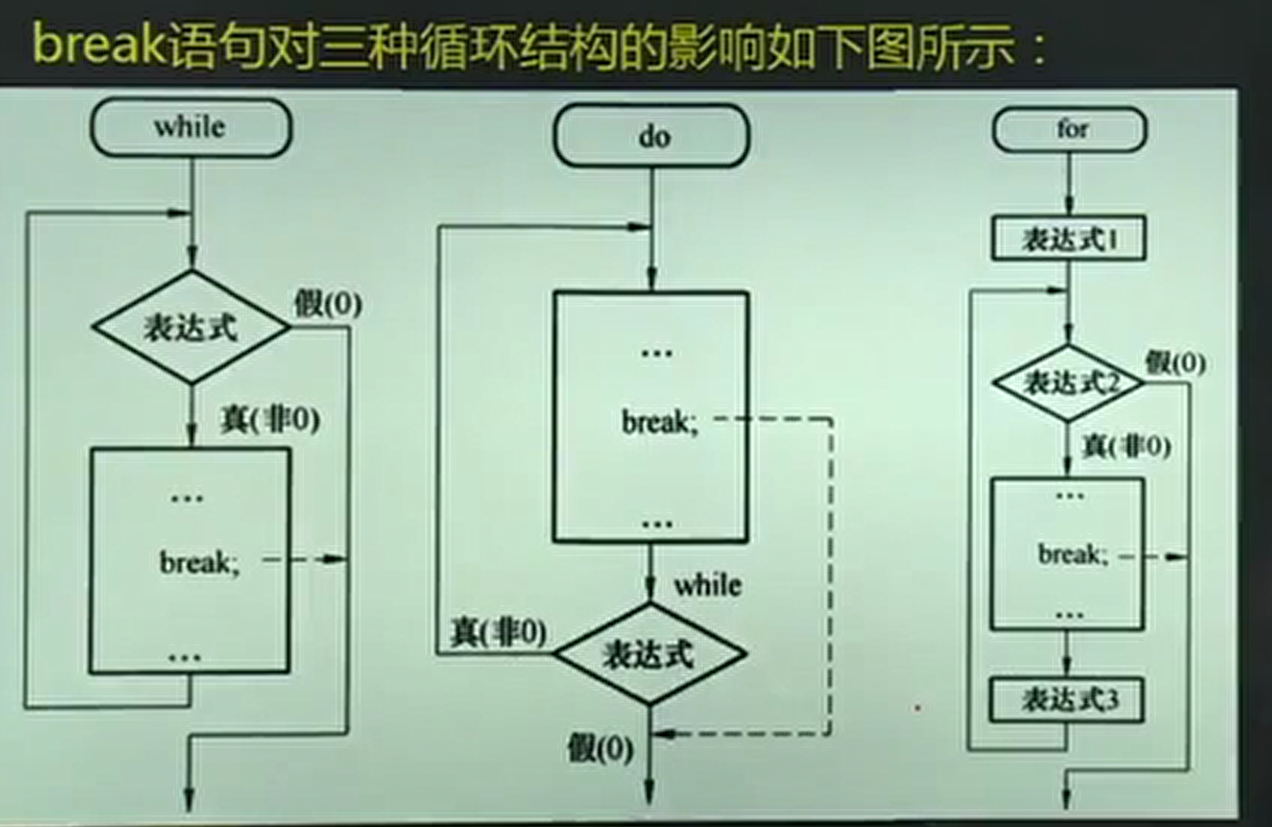 break语句对三种循环结构的影响如下图所示：
while
表达式
假(0)
真(非0)
...
break;
...
do
...
break;
...
while
真(非0)
表达式
假(0)
for
表达式1
表达式2
假(0)
真(非0)
...
break;
...
表达式3